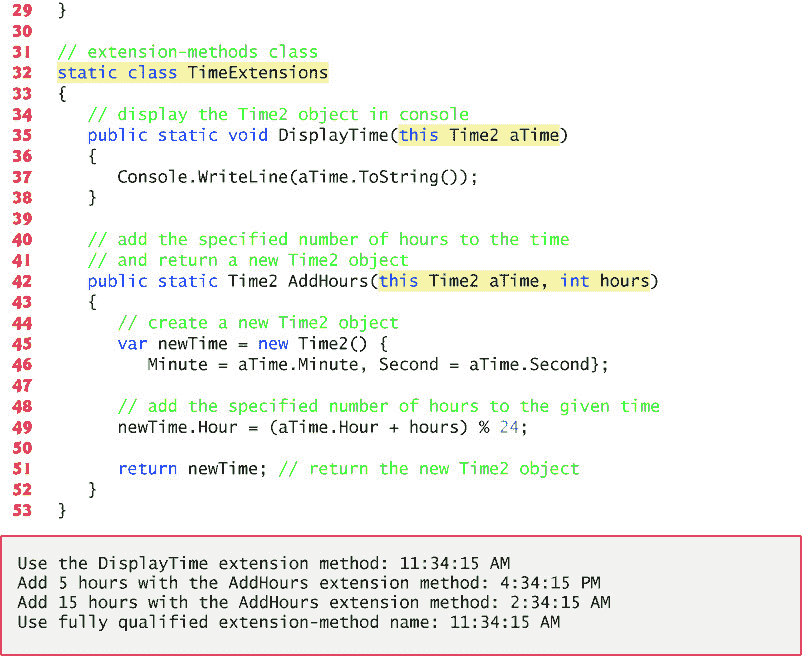 29 }
30
31 // extension-methods class
32 static class TimeExtensions
33 {
34 // display the Time2 object in console
35 public static void DisplayTime(this Time2 aTime)
36 {
37 Console.WriteLine(aTime.ToString());
38 }
39
40 // add the specified number of hours to the time
41 // and return a new Time2 object
42 public static Time2 AddHours(this Time2 aTime, int hours)
43 {
44 // create a new Time2 object
45 var newTime = new Time2() {
46 Minute = aTime.Minute, Second = aTime.Second};
47
48 // add the specified number of hours to the given time
49 newTime.Hour = (aTime.Hour + hours) % 24;
50
51 return newTime; // return the new Time2 object
52 }
53 }
Use the DisplayTime extension method: 11:34:15 AM
Add 5 hours with the AddHours extension method: 4:34:15 PM
Add 15 hours with the AddHours extension method: 2:34:15 AM
Use fully qualified extension-method name: 11:34:15 AM